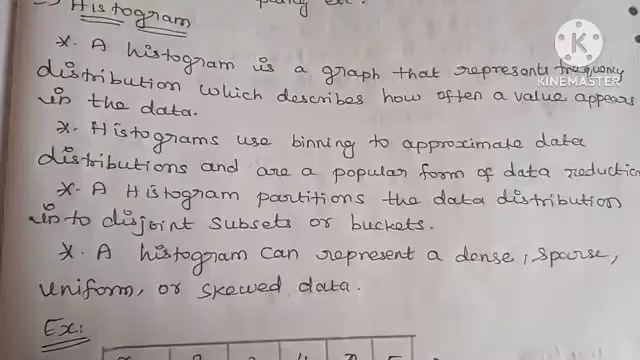 Histogram
X. A histogram is a graph that represents frequency
distribution which describes how often a value appears
in the data.
X. Histograms use binning to approximate data
distributions and are a popular form of data reduction
X. A Histogram partitions the data distribution
in to disjoint subsets or buckets.
X. A histogram can represent a dense, sparse,
uniform, or skewed data.
Ex:
K
KINEMASTER